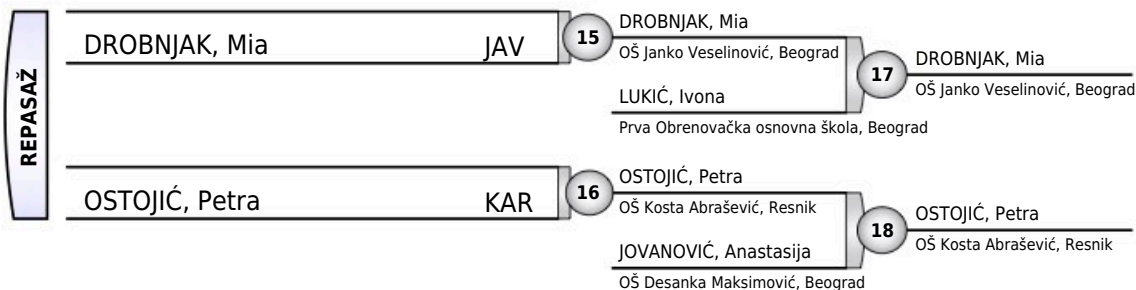 REPASAŽ
DROBNJAK, Mia JAV
15
DROBNJAK, Mia
OŠ Janko Veselinović, Beograd
LUKIĆ, Ivona
Prva Obrenovačka osnovna škola, Beograd
17
DROBNJAK, Mia
OŠ Janko Veselinović, Beograd
OSTOJIĆ, Petra KAR
16
OSTOJIĆ, Petra
OŠ Kosta Abrašević, Resnik
JOVANOVIĆ, Anastasija
OŠ Desanka Maksimović, Beograd
18
OSTOJIĆ, Petra
OŠ Kosta Abrašević, Resnik